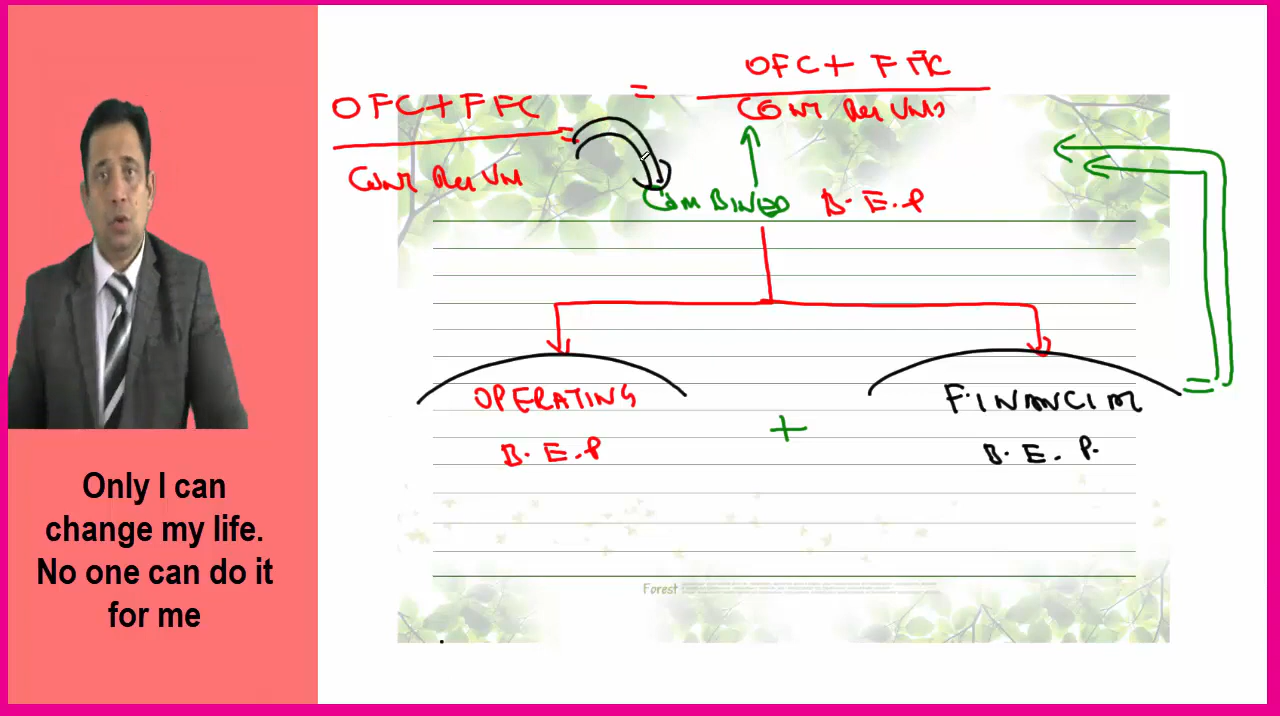 OFC + FFC
=
OFC + FFC
Cont Per Unit
Cont Per Unit
COMBINED B.E.P
OPERATING
B.E.P
+
FINANCIAL
B.E.P.
Forest
Only I can
change my life.
No one can do it
for me